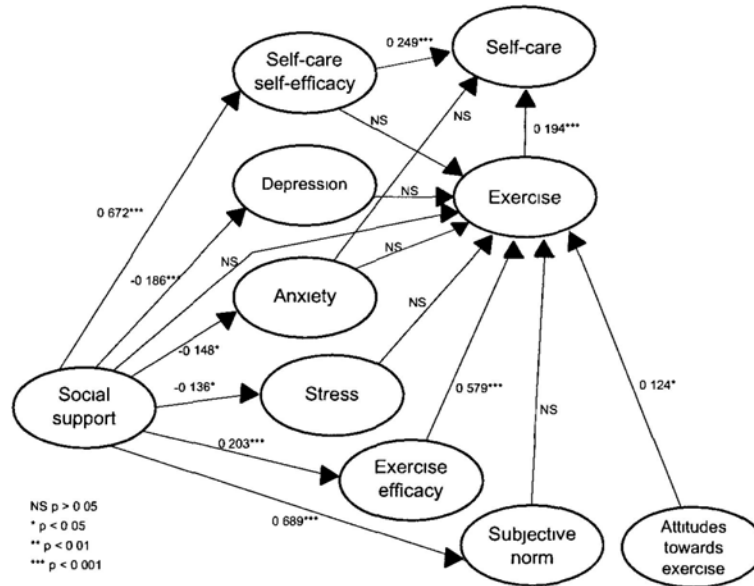 0 249***
Self-care
Self-care
self-efficacy
NS
NS
0 194***
Depression
NS
Exercise
0 672***
NS
NS
-0 186***
Anxiety
NS
-0 148*
Social
support
-0 136*
Stress
0 579***
0 124*
NS
0 203***
Exercise
efficacy
NS p > 0 05
* p < 0 05
** p < 0 01
*** p < 0 001
0 689***
Subjective
norm
Attitudes
towards
exercise